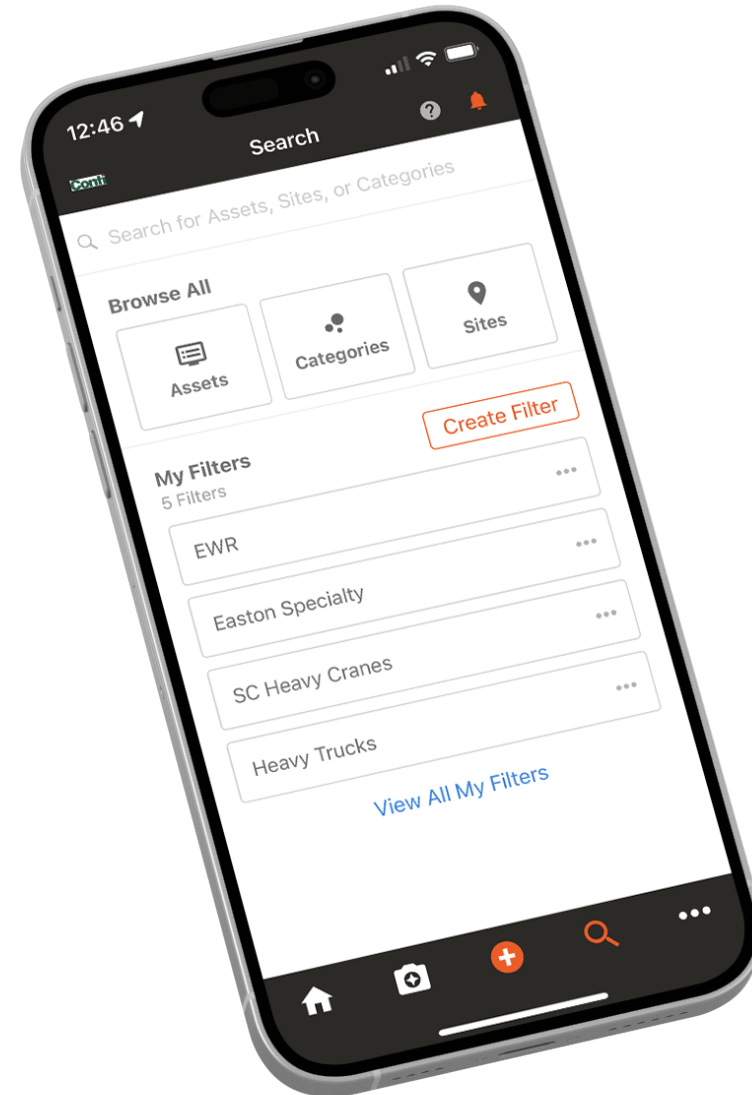 12:46
Search
Conti
Search for Assets, Sites, or Categories
Browse All
Assets
Categories
Sites
Create Filter
My Filters
5 Filters
EWR
Easton Specialty
SC Heavy Cranes
Heavy Trucks
View All My Filters